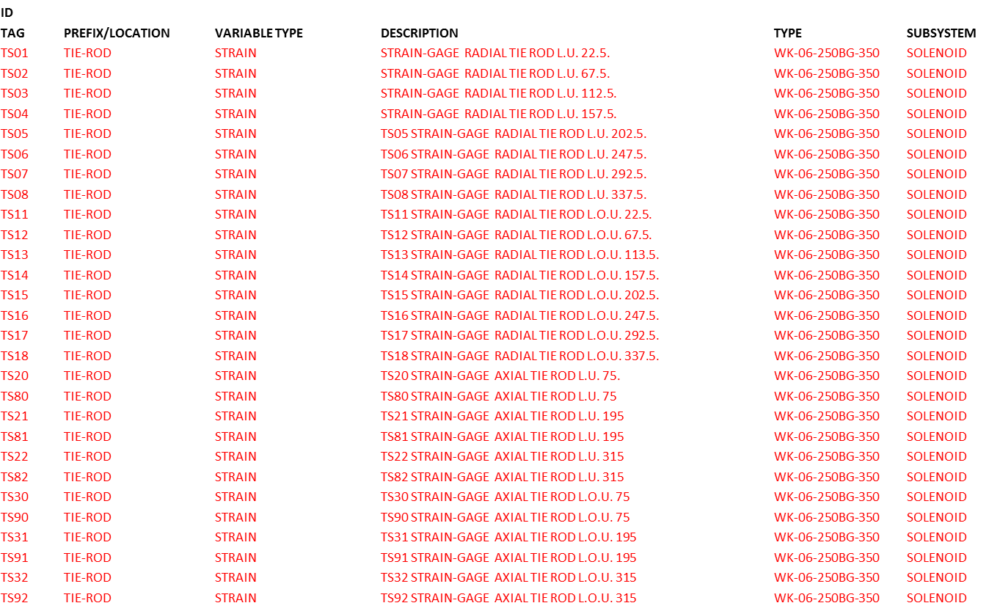 ID
TAG PREFIX/LOCATION VARIABLE TYPE DESCRIPTION TYPE SUBSYSTEM
TS01 TIE-ROD STRAIN STRAIN-GAGE RADIAL TIE ROD L.U. 22.5. WK-06-250BG-350 SOLENOID
TS02 TIE-ROD STRAIN STRAIN-GAGE RADIAL TIE ROD L.U. 67.5. WK-06-250BG-350 SOLENOID
TS03 TIE-ROD STRAIN STRAIN-GAGE RADIAL TIE ROD L.U. 112.5. WK-06-250BG-350 SOLENOID
TS04 TIE-ROD STRAIN STRAIN-GAGE RADIAL TIE ROD L.U. 157.5. WK-06-250BG-350 SOLENOID
TS05 TIE-ROD STRAIN TS05 STRAIN-GAGE RADIAL TIE ROD L.U. 202.5. WK-06-250BG-350 SOLENOID
TS06 TIE-ROD STRAIN TS06 STRAIN-GAGE RADIAL TIE ROD L.U. 247.5. WK-06-250BG-350 SOLENOID
TS07 TIE-ROD STRAIN TS07 STRAIN-GAGE RADIAL TIE ROD L.U. 292.5. WK-06-250BG-350 SOLENOID
TS08 TIE-ROD STRAIN TS08 STRAIN-GAGE RADIAL TIE ROD L.U. 337.5. WK-06-250BG-350 SOLENOID
TS11 TIE-ROD STRAIN TS11 STRAIN-GAGE RADIAL TIE ROD L.O.U. 22.5. WK-06-250BG-350 SOLENOID
TS12 TIE-ROD STRAIN TS12 STRAIN-GAGE RADIAL TIE ROD L.O.U. 67.5. WK-06-250BG-350 SOLENOID
TS13 TIE-ROD STRAIN TS13 STRAIN-GAGE RADIAL TIE ROD L.O.U. 113.5. WK-06-250BG-350 SOLENOID
TS14 TIE-ROD STRAIN TS14 STRAIN-GAGE RADIAL TIE ROD L.O.U. 157.5. WK-06-250BG-350 SOLENOID
TS15 TIE-ROD STRAIN TS15 STRAIN-GAGE RADIAL TIE ROD L.O.U. 202.5. WK-06-250BG-350 SOLENOID
TS16 TIE-ROD STRAIN TS16 STRAIN-GAGE RADIAL TIE ROD L.O.U. 247.5. WK-06-250BG-350 SOLENOID
TS17 TIE-ROD STRAIN TS17 STRAIN-GAGE RADIAL TIE ROD L.O.U. 292.5. WK-06-250BG-350 SOLENOID
TS18 TIE-ROD STRAIN TS18 STRAIN-GAGE RADIAL TIE ROD L.O.U. 337.5. WK-06-250BG-350 SOLENOID
TS20 TIE-ROD STRAIN TS20 STRAIN-GAGE AXIAL TIE ROD L.U. 75. WK-06-250BG-350 SOLENOID
TS80 TIE-ROD STRAIN TS80 STRAIN-GAGE AXIAL TIE ROD L.U. 75 WK-06-250BG-350 SOLENOID
TS21 TIE-ROD STRAIN TS21 STRAIN-GAGE AXIAL TIE ROD L.U. 195 WK-06-250BG-350 SOLENOID
TS81 TIE-ROD STRAIN TS81 STRAIN-GAGE AXIAL TIE ROD L.U. 195 WK-06-250BG-350 SOLENOID
TS22 TIE-ROD STRAIN TS22 STRAIN-GAGE AXIAL TIE ROD L.U. 315 WK-06-250BG-350 SOLENOID
TS82 TIE-ROD STRAIN TS82 STRAIN-GAGE AXIAL TIE ROD L.U. 315 WK-06-250BG-350 SOLENOID
TS30 TIE-ROD STRAIN TS30 STRAIN-GAGE AXIAL TIE ROD L.O.U. 75 WK-06-250BG-350 SOLENOID
TS90 TIE-ROD STRAIN TS90 STRAIN-GAGE AXIAL TIE ROD L.O.U. 75 WK-06-250BG-350 SOLENOID
TS31 TIE-ROD STRAIN TS31 STRAIN-GAGE AXIAL TIE ROD L.O.U. 195 WK-06-250BG-350 SOLENOID
TS91 TIE-ROD STRAIN TS91 STRAIN-GAGE AXIAL TIE ROD L.O.U. 195 WK-06-250BG-350 SOLENOID
TS32 TIE-ROD STRAIN TS32 STRAIN-GAGE AXIAL TIE ROD L.O.U. 315 WK-06-250BG-350 SOLENOID
TS92 TIE-ROD STRAIN TS92 STRAIN-GAGE AXIAL TIE ROD L.O.U. 315 WK-06-250BG-350 SOLENOID